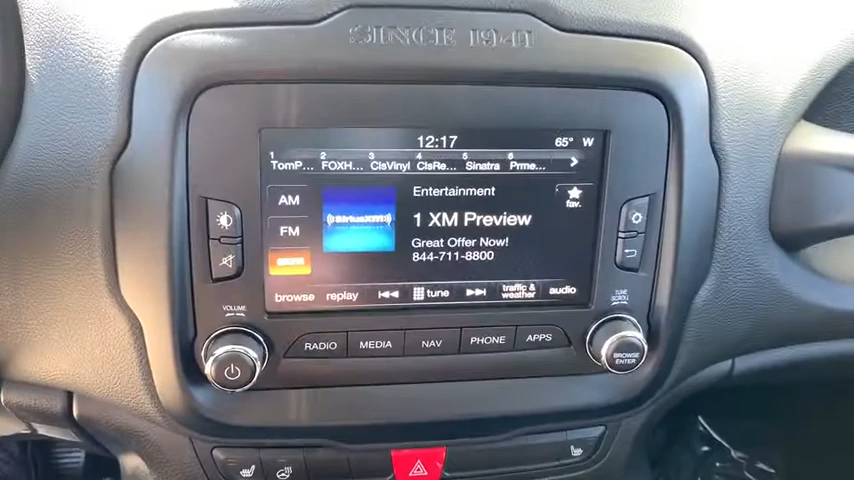 SINCE 1941
12:17 65° W
1 2 3 4 5 6
TomP... FOXH... ClsVinyl ClsRe... Sinatra Prme...
AM
FM
((SiriusXM))
Entertainment
1 XM Preview
Great Offer Now!
844-711-8800
fav.
browse replay tune traffic & weather audio
VOLUME
TUNE
SCROLL
RADIO MEDIA NAV PHONE APPS
BROWSE
ENTER